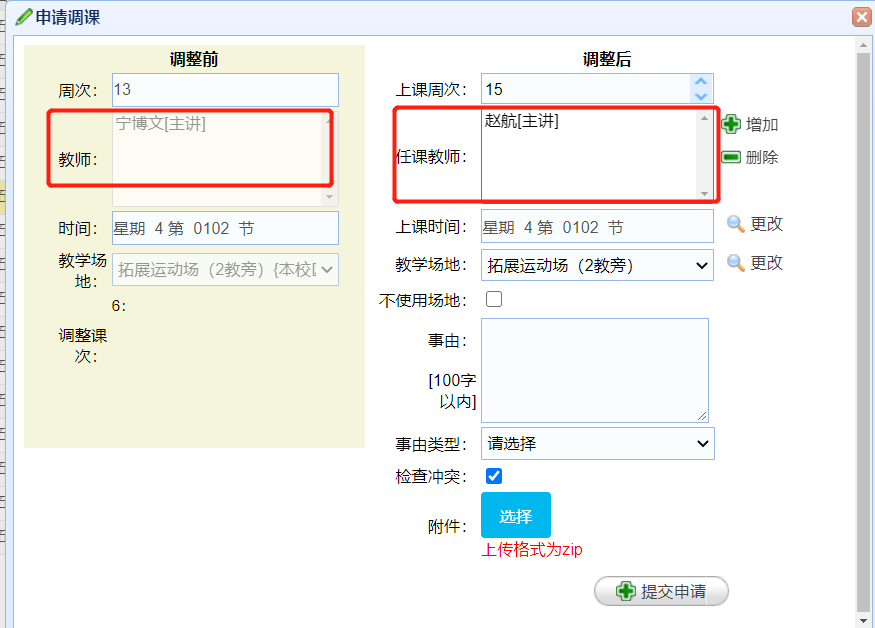 申请调课
调整前
周次： 13
教师： 宁博文[主讲]
时间： 星期 4 第 0102 节
教学场地： 拓展运动场（2教旁）{本校[
6：
调整课次：
调整后
上课周次： 15
任课教师： 赵航[主讲]
增加
删除
上课时间： 星期 4 第 0102 节 更改
教学场地： 拓展运动场（2教旁） 更改
不使用场地：
事由：
[100字
以内]
事由类型： 请选择
检查冲突：
附件： 选择
上传格式为zip
提交申请